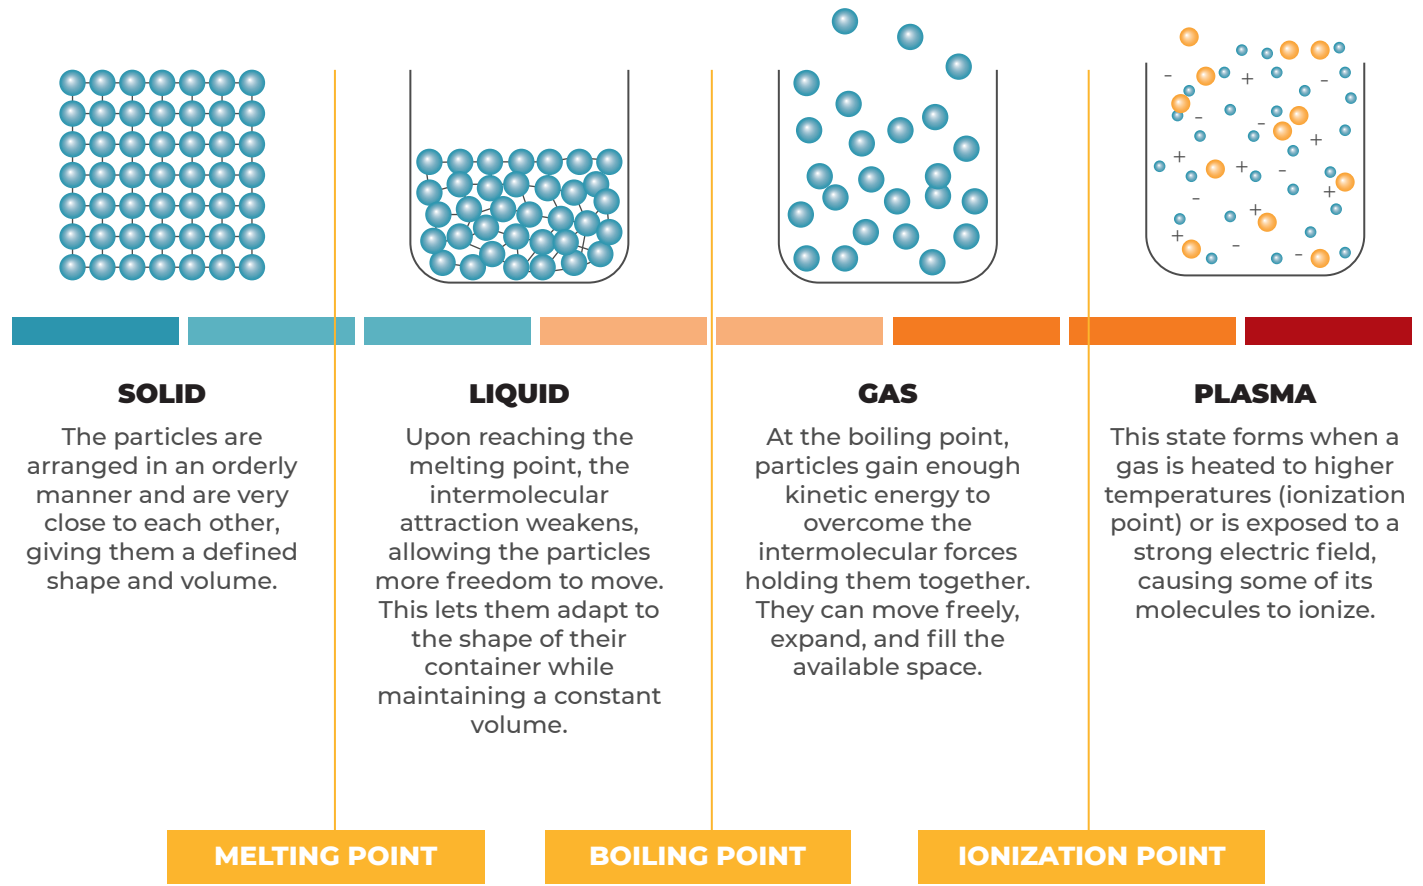 SOLID
The particles are
arranged in an orderly
manner and are very
close to each other,
giving them a defined
shape and volume.
LIQUID
Upon reaching the
melting point, the
intermolecular
attraction weakens,
allowing the particles
more freedom to move.
This lets them adapt to
the shape of their
container while
maintaining a constant
volume.
GAS
At the boiling point,
particles gain enough
kinetic energy to
overcome the
intermolecular forces
holding them together.
They can move freely,
expand, and fill the
available space.
PLASMA
This state forms when a
gas is heated to higher
temperatures (ionization
point) or is exposed to a
strong electric field,
causing some of its
molecules to ionize.
MELTING POINT
BOILING POINT
IONIZATION POINT